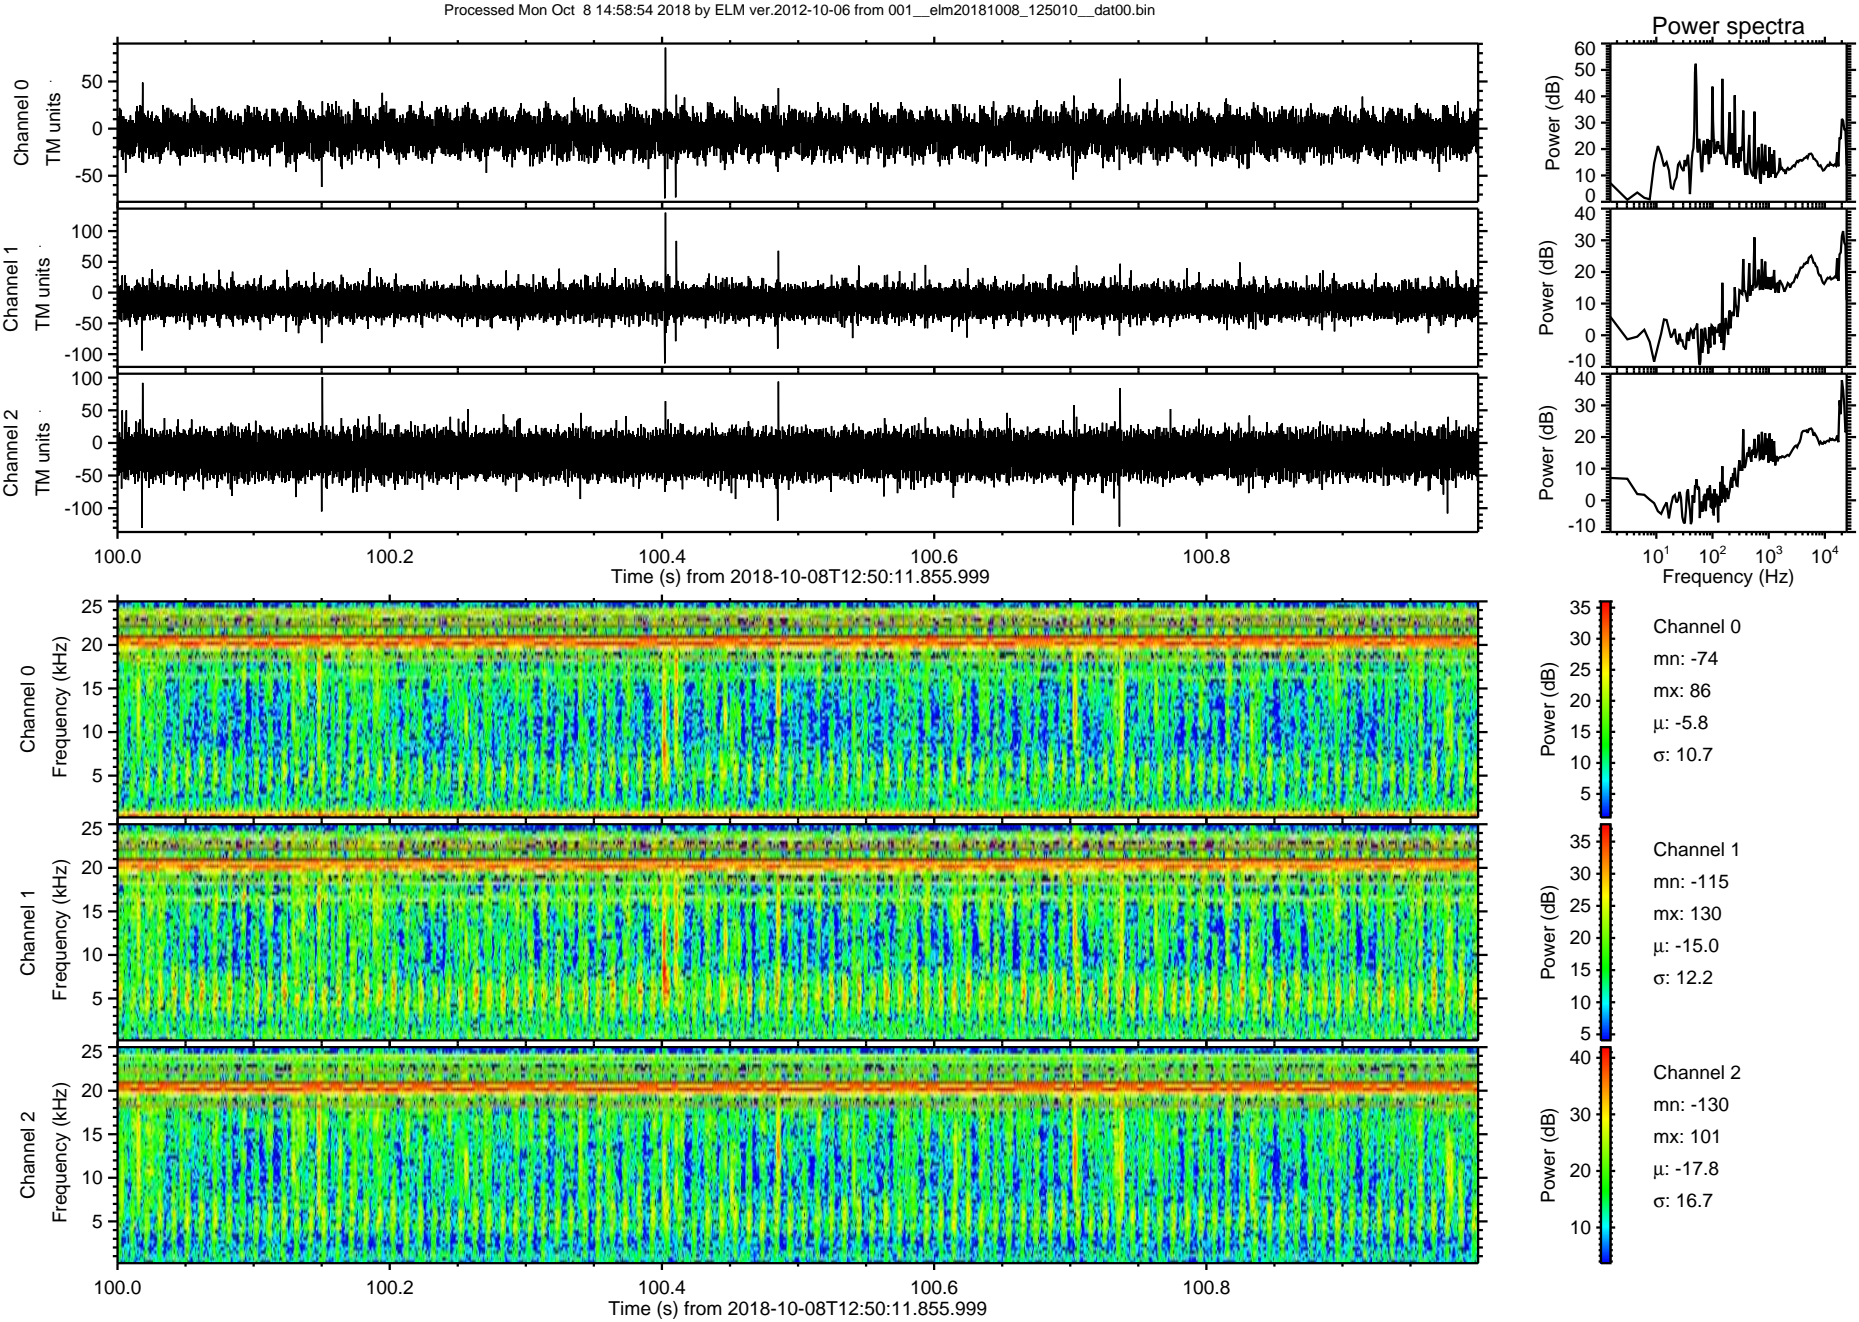 Processed Mon Oct  8 14:58:54 2018 by ELM ver.2012-10-06 from 001__elm20181008_125010__dat00.bin
Power spectra
Channel 0
TM units
50
0
-50
Power (dB)
60
50
40
30
20
10
0
Channel 1
TM units
100
50
0
-50
-100
Power (dB)
40
30
20
10
0
-10
Channel 2
TM units
100
50
0
-50
-100
Power (dB)
40
30
20
10
0
-10
100.0 100.2 100.4 100.6 100.8
Time (s) from 2018-10-08T12:50:11.855.999
10^1 10^2 10^3 10^4
Frequency (Hz)
Channel 0
Frequency (kHz)
25
20
15
10
5
Power (dB)
35
30
25
20
15
10
5
Channel 0
mn: -74
mx: 86
μ: -5.8
σ: 10.7
Channel 1
Frequency (kHz)
25
20
15
10
5
Power (dB)
35
30
25
20
15
10
5
Channel 1
mn: -115
mx: 130
μ: -15.0
σ: 12.2
Channel 2
Frequency (kHz)
25
20
15
10
5
Power (dB)
40
30
20
10
Channel 2
mn: -130
mx: 101
μ: -17.8
σ: 16.7
100.0 100.2 100.4 100.6 100.8
Time (s) from 2018-10-08T12:50:11.855.999